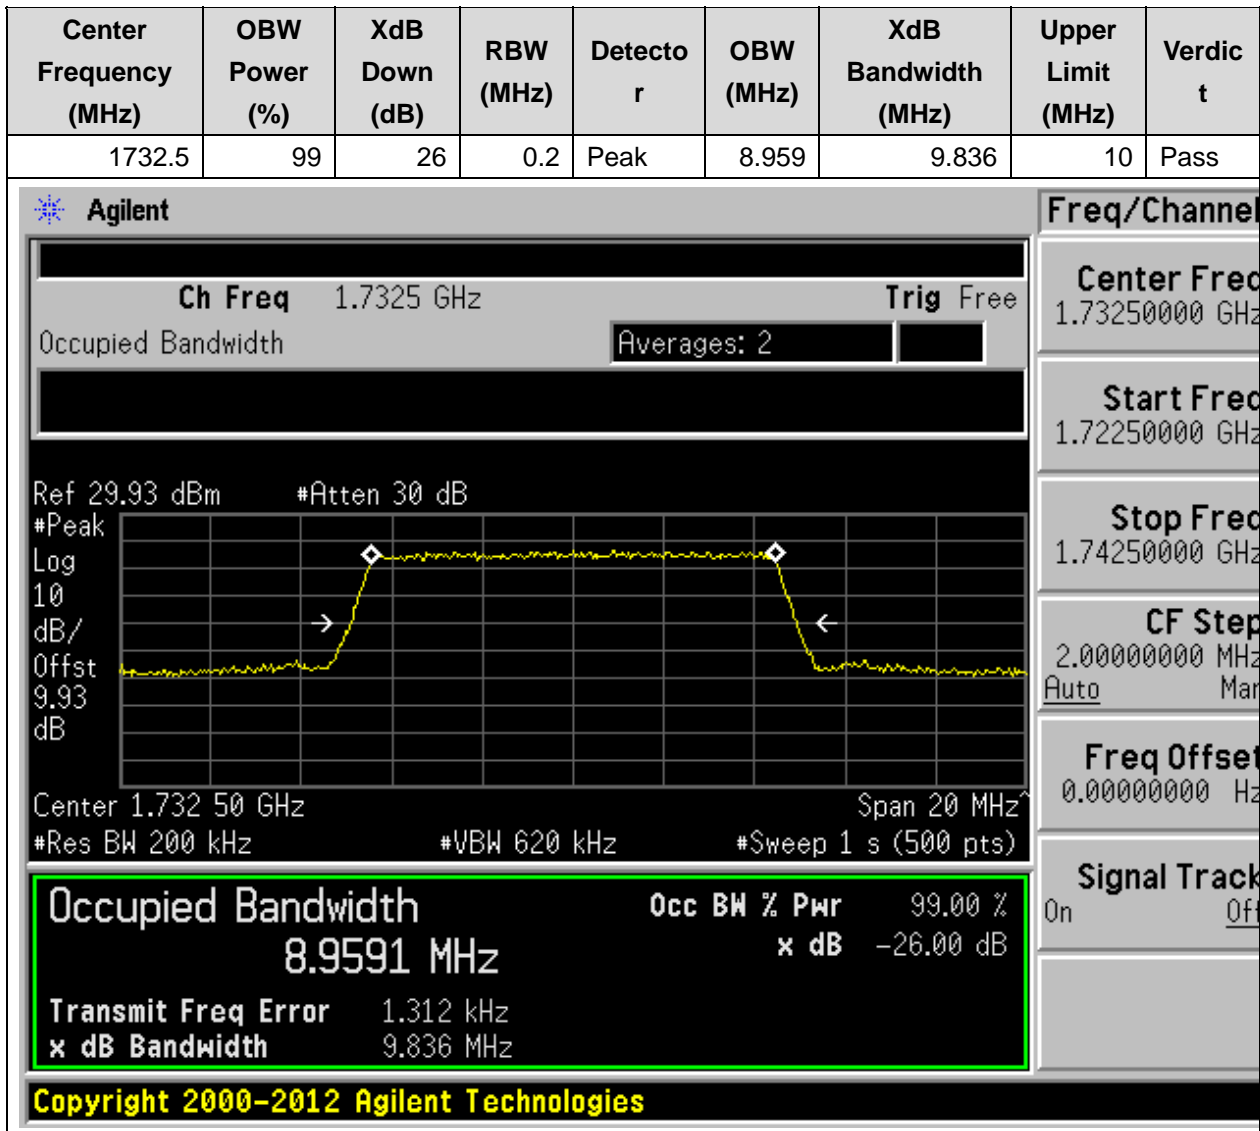 Center Frequency (MHz) OBW Power (%) XdB Down (dB) RBW (MHz) Detecto r OBW (MHz) XdB Bandwidth (MHz) Upper Limit (MHz) Verdic t
1732.5 99 26 0.2 Peak 8.959 9.836 10 Pass
Agilent
Freq/Channel
Ch Freq 1.7325 GHz Trig Free
Occupied Bandwidth Averages: 2
Ref 29.93 dBm #Atten 30 dB
#Peak
Log
10
dB/
Offst
9.93
dB
Center 1.732 50 GHz Span 20 MHz^
#Res BW 200 kHz #VBW 620 kHz #Sweep 1 s (500 pts)
Occupied Bandwidth
8.9591 MHz
Occ BW % Pwr 99.00 %
x dB -26.00 dB
Transmit Freq Error 1.312 kHz
x dB Bandwidth 9.836 MHz
Center Freq
1.73250000 GHz
Start Freq
1.72250000 GHz
Stop Freq
1.74250000 GHz
CF Step
2.00000000 MHz
Auto Man
Freq Offset
0.00000000 Hz
Signal Track
On Off
Copyright 2000-2012 Agilent Technologies